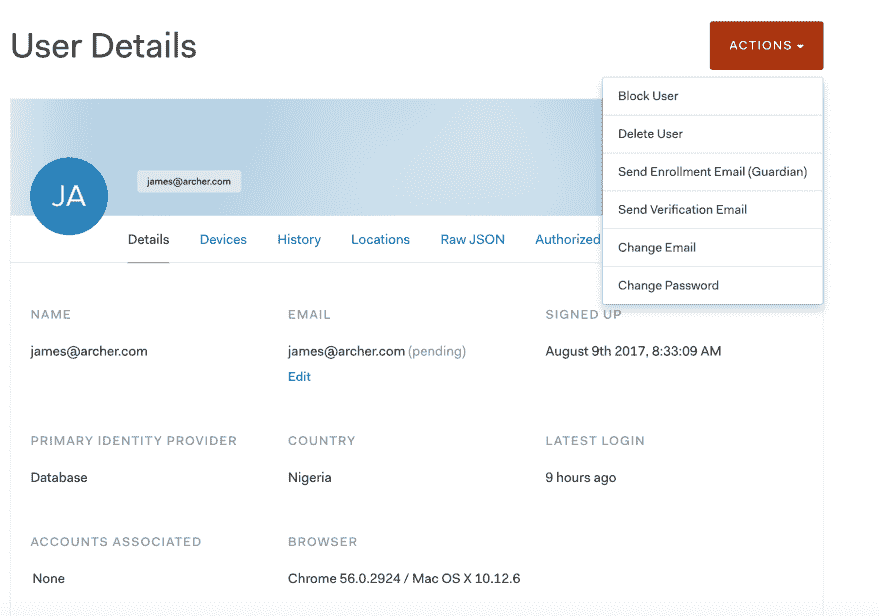 User Details
ACTIONS
Block User
Delete User
Send Enrollment Email (Guardian)
Send Verification Email
Change Email
Change Password
JA
james@archer.com
Details Devices History Locations Raw JSON Authorized
NAME EMAIL SIGNED UP
james@archer.com james@archer.com (pending) August 9th 2017, 8:33:09 AM
Edit
PRIMARY IDENTITY PROVIDER COUNTRY LATEST LOGIN
Database Nigeria 9 hours ago
ACCOUNTS ASSOCIATED BROWSER
None Chrome 56.0.2924 / Mac OS X 10.12.6